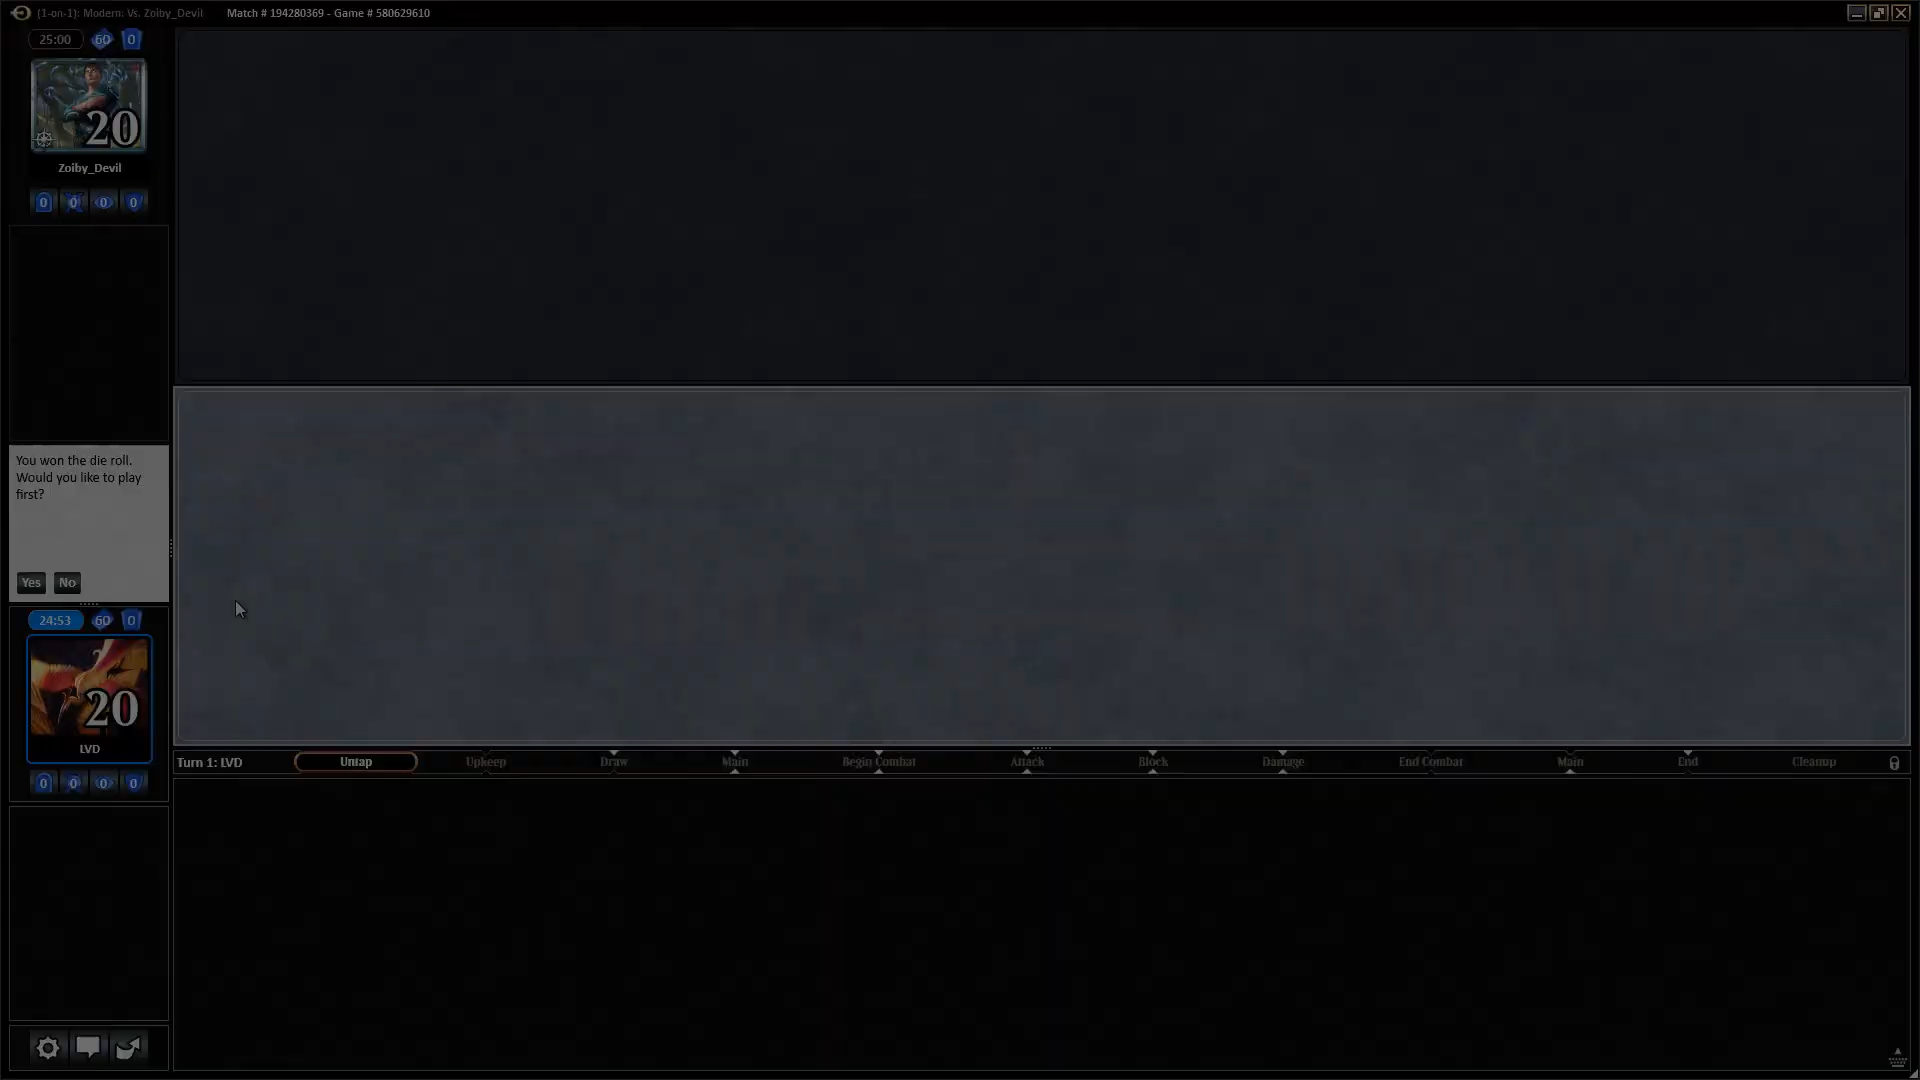 (1-on-1): Modern: Vs. Zoiby_Devil Match # 194280369 - Game # 580629610
25:00 60 0
20
Zoiby_Devil
0 0 0 0
You won the die roll.
Would you like to play
first?
Yes No
24:53 60 0
20
LVD
0 0 0 0
Turn 1: LVD Untap Upkeep Draw Main Begin Combat Attack Block Damage End Combat Main End Cleanup